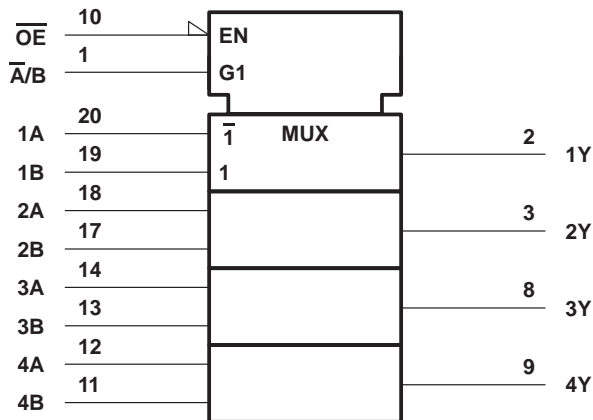 10
O̅E̅ EN
1
A̅/B G1
20
1A 1̅ MUX 2
19 1Y
1B 1
18
2A 3
17 2Y
2B
14
3A 8
13 3Y
3B
12
4A 9
11 4Y
4B